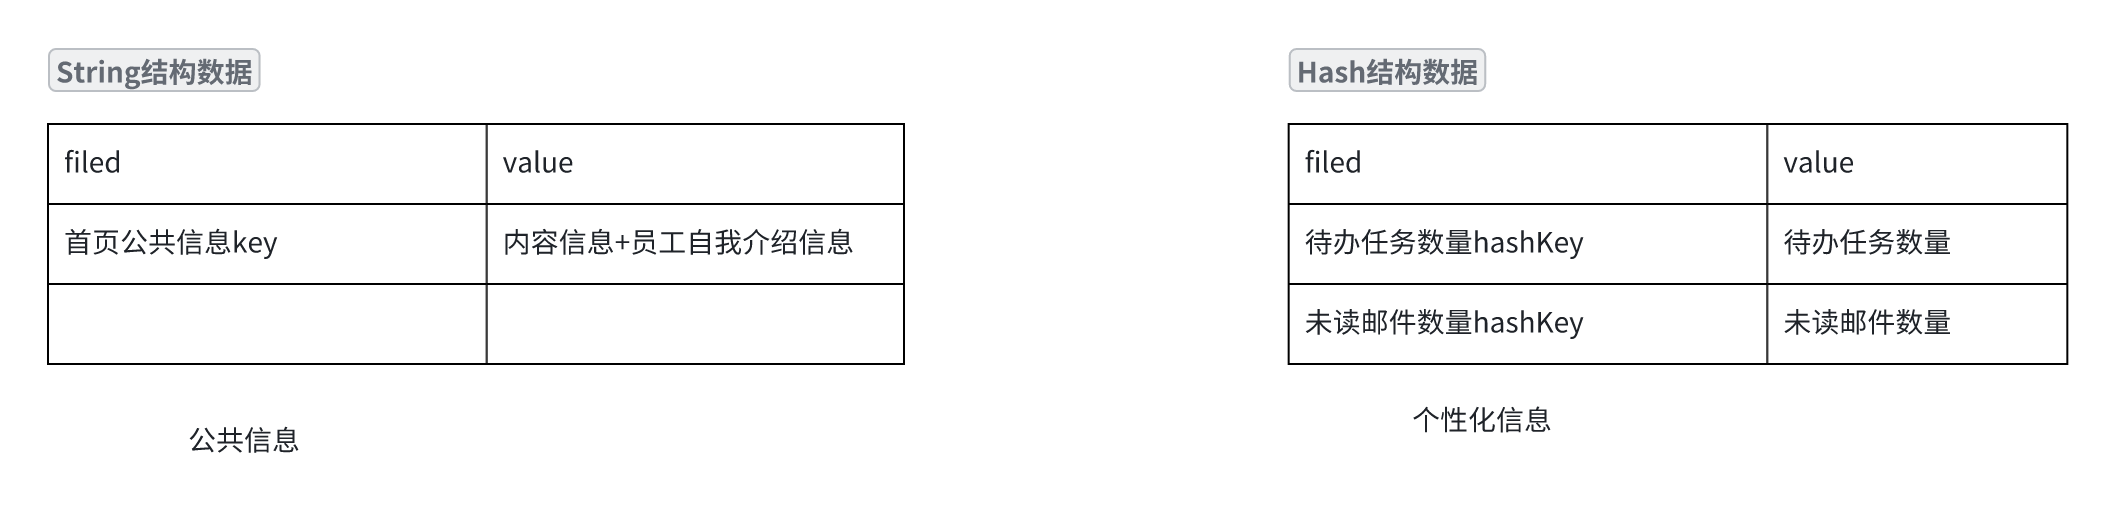 String结构数据
filed value
首页公共信息key 内容信息+员工自我介绍信息
公共信息
Hash结构数据
filed value
待办任务数量hashKey 待办任务数量
未读邮件数量hashKey 未读邮件数量
个性化信息